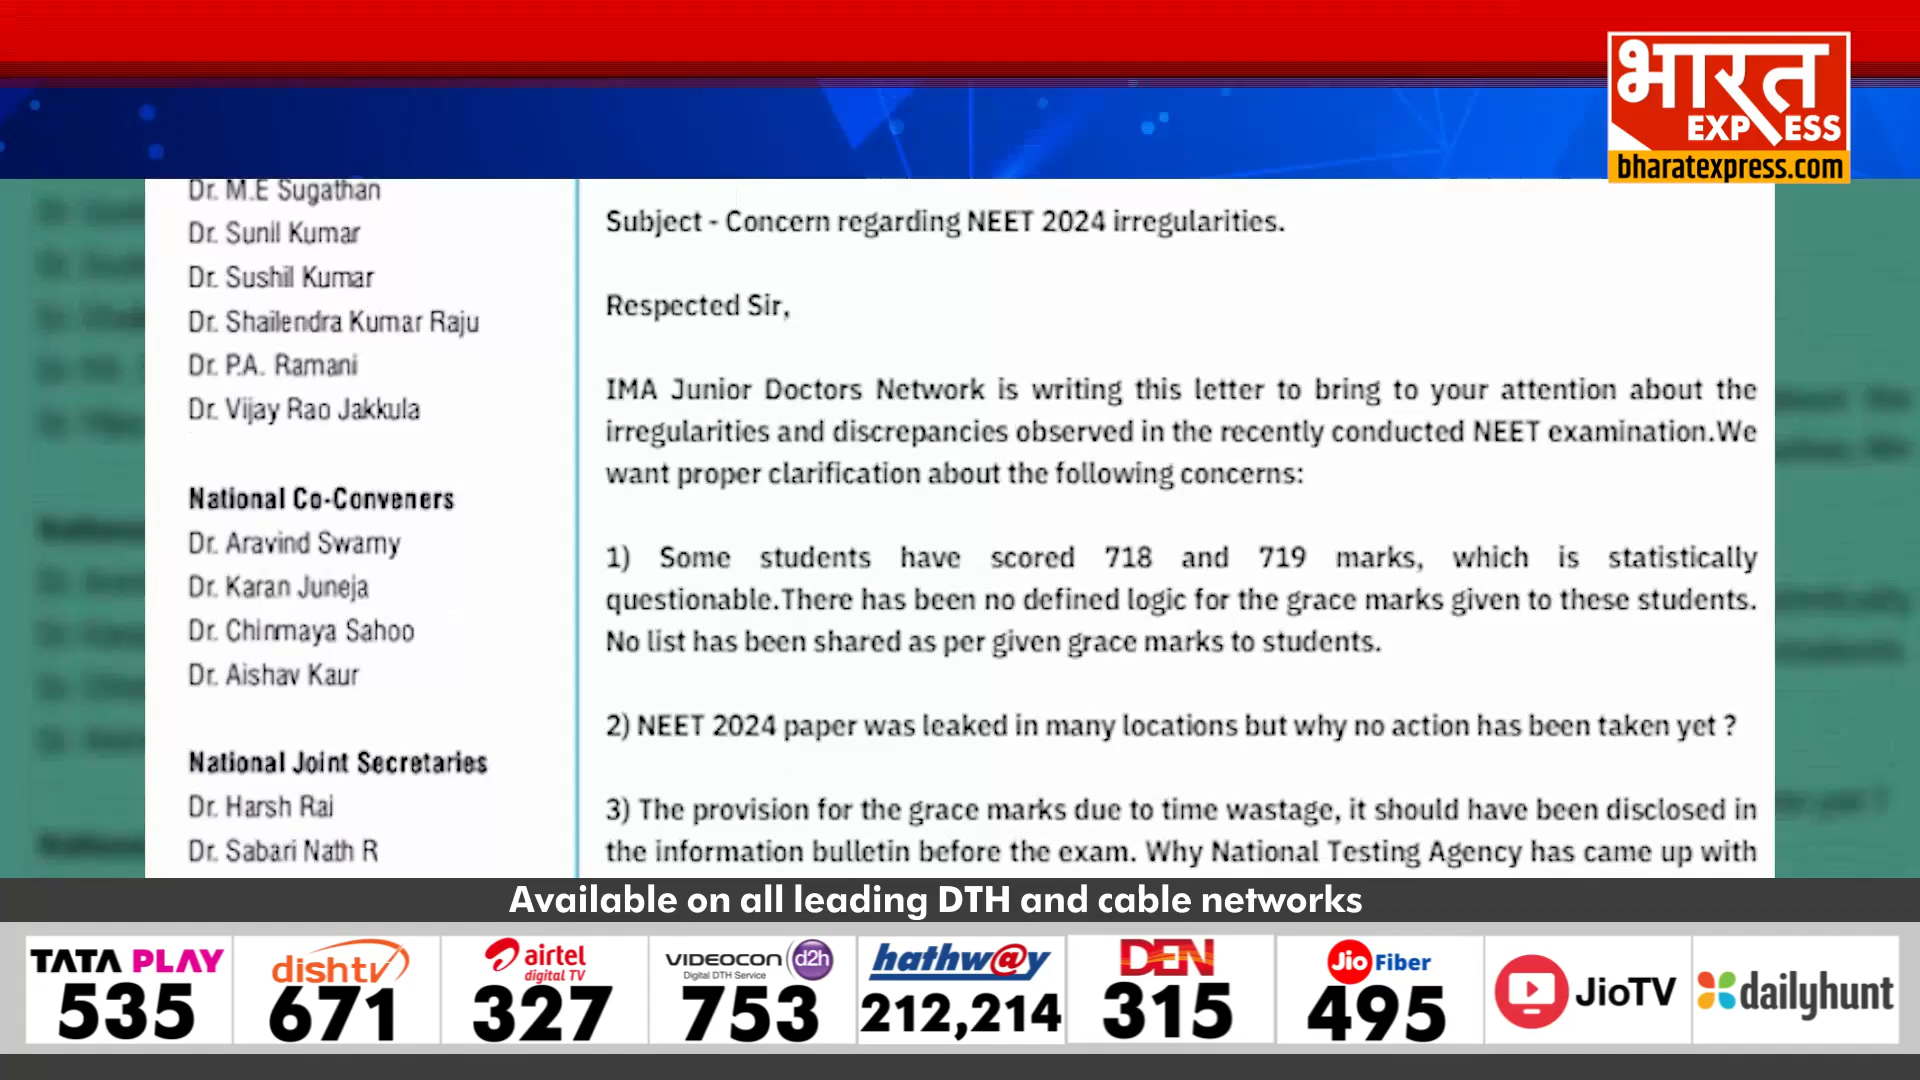 भारत
EXPRESS
bharatexpress.com
Dr. M.E Sugathan
Dr. Sunil Kumar
Dr. Sushil Kumar
Dr. Shailendra Kumar Raju
Dr. P.A. Ramani
Dr. Vijay Rao Jakkula
National Co-Conveners
Dr. Aravind Swamy
Dr. Karan Juneja
Dr. Chinmaya Sahoo
Dr. Aishav Kaur
National Joint Secretaries
Dr. Harsh Rai
Dr. Sabari Nath R
Subject - Concern regarding NEET 2024 irregularities.
Respected Sir,
IMA Junior Doctors Network is writing this letter to bring to your attention about the
irregularities and discrepancies observed in the recently conducted NEET examination.We
want proper clarification about the following concerns:
1) Some students have scored 718 and 719 marks, which is statistically
questionable.There has been no defined logic for the grace marks given to these students.
No list has been shared as per given grace marks to students.
2) NEET 2024 paper was leaked in many locations but why no action has been taken yet ?
3) The provision for the grace marks due to time wastage, it should have been disclosed in
the information bulletin before the exam. Why National Testing Agency has came up with
Available on all leading DTH and cable networks
TATA PLAY
535
dishtv
671
airtel
digital TV
327
VIDEOCON d2h
Digital DTH Service
753
hathw@y
212,214
DEN
315
Jio Fiber
495
JioTV
dailyhunt